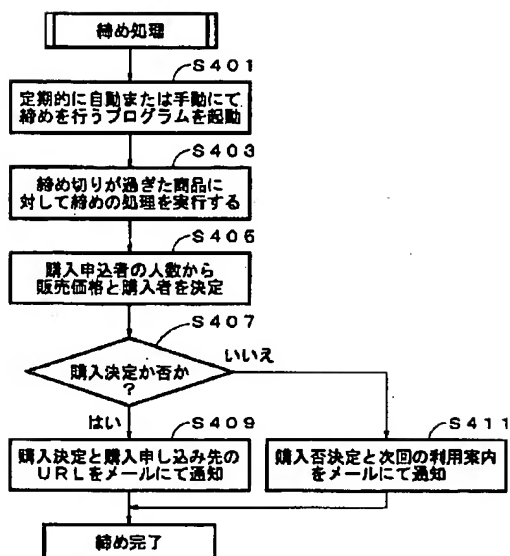 締め処理
S401
定期的に自動または手動にて
締めを行うプログラムを起動
S403
締め切りが過ぎた商品に
対して締めの処理を実行する
S405
購入申込者の人数から
販売価格と購入者を決定
S407
購入決定か否か
?
いいえ
はい
S409
購入決定と購入申し込み先の
URLをメールにて通知
S411
購入否決定と次回の利用案内
をメールにて通知
締め完了